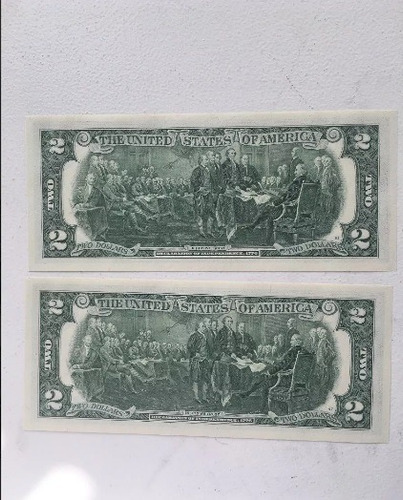 2 THE UNITED STATES OF AMERICA 2
TWO TWO
2 TWO DOLLARS DECLARATION OF INDEPENDENCE, 1776 TWO DOLLARS 2
2 THE UNITED STATES OF AMERICA 2
TWO TWO
2 TWO DOLLARS DECLARATION OF INDEPENDENCE, 1776 TWO DOLLARS 2